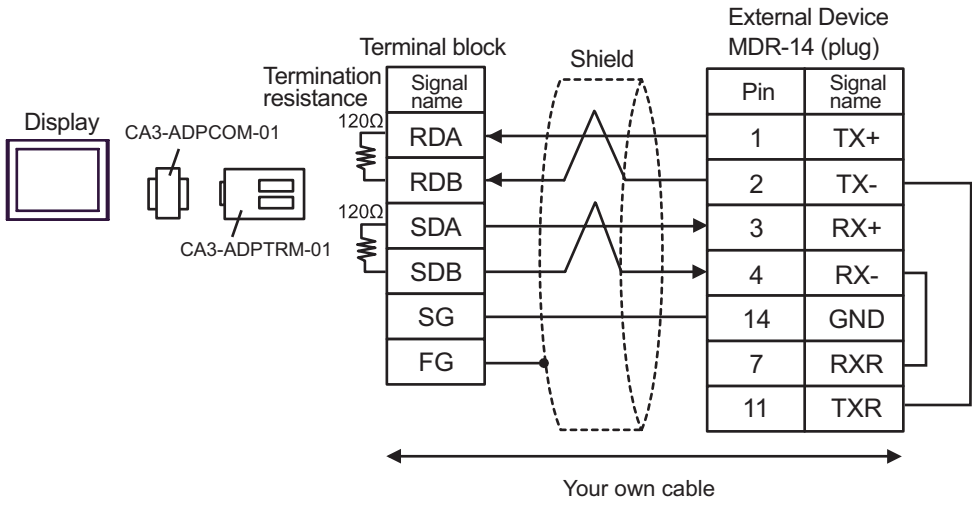 External Device
MDR-14 (plug)
Terminal block
Shield
Termination
resistance
Signal
name
Pin
Signal
name
Display
CA3-ADPCOM-01
120Ω
RDA
1
TX+
RDB
2
TX-
120Ω
SDA
3
RX+
CA3-ADPTRM-01
SDB
4
RX-
SG
14
GND
FG
7
RXR
11
TXR
Your own cable